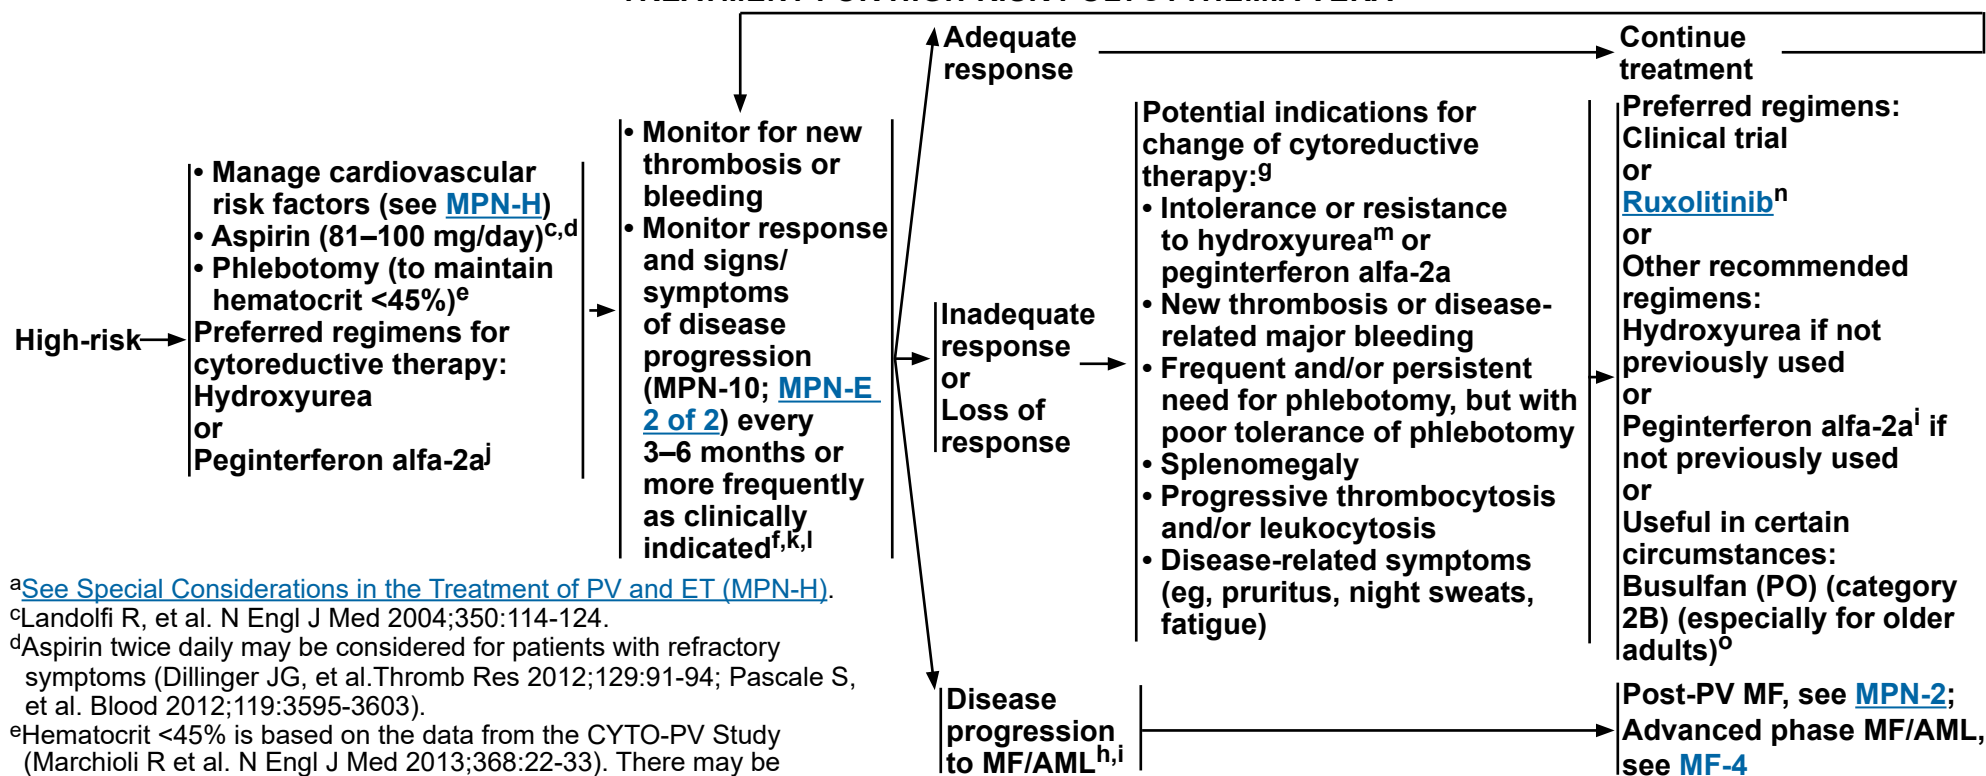 TREATMENT FOR HIGH-RISK POLYCYTHEMIA VERA
High-risk
• Manage cardiovascular
risk factors (see MPN-H)
• Aspirin (81–100 mg/day)c,d
• Phlebotomy (to maintain
hematocrit <45%)e
Preferred regimens for
cytoreductive therapy:
Hydroxyurea
or
Peginterferon alfa-2aj
• Monitor for new
thrombosis or
bleeding
• Monitor response
and signs/
symptoms
of disease
progression
(MPN-10; MPN-E
2 of 2) every
3–6 months or
more frequently
as clinically
indicatedf,k,l
Adequate
response
Continue
treatment
Inadequate
response
or
Loss of
response
Potential indications for
change of cytoreductive
therapy:g
• Intolerance or resistance
to hydroxyuream or
peginterferon alfa-2a
• New thrombosis or disease-
related major bleeding
• Frequent and/or persistent
need for phlebotomy, but with
poor tolerance of phlebotomy
• Splenomegaly
• Progressive thrombocytosis
and/or leukocytosis
• Disease-related symptoms
(eg, pruritus, night sweats,
fatigue)
Preferred regimens:
Clinical trial
or
Ruxolitinibn
or
Other recommended
regimens:
Hydroxyurea if not
previously used
or
Peginterferon alfa-2ai if
not previously used
or
Useful in certain
circumstances:
Busulfan (PO) (category
2B) (especially for older
adults)o
Disease
progression
to MF/AMLh,i
Post-PV MF, see MPN-2;
Advanced phase MF/AML,
see MF-4
aSee Special Considerations in the Treatment of PV and ET (MPN-H).
cLandolfi R, et al. N Engl J Med 2004;350:114-124.
dAspirin twice daily may be considered for patients with refractory
symptoms (Dillinger JG, et al.Thromb Res 2012;129:91-94; Pascale S,
et al. Blood 2012;119:3595-3603).
eHematocrit <45% is based on the data from the CYTO-PV Study
(Marchioli R et al. N Engl J Med 2013;368:22-33). There may be